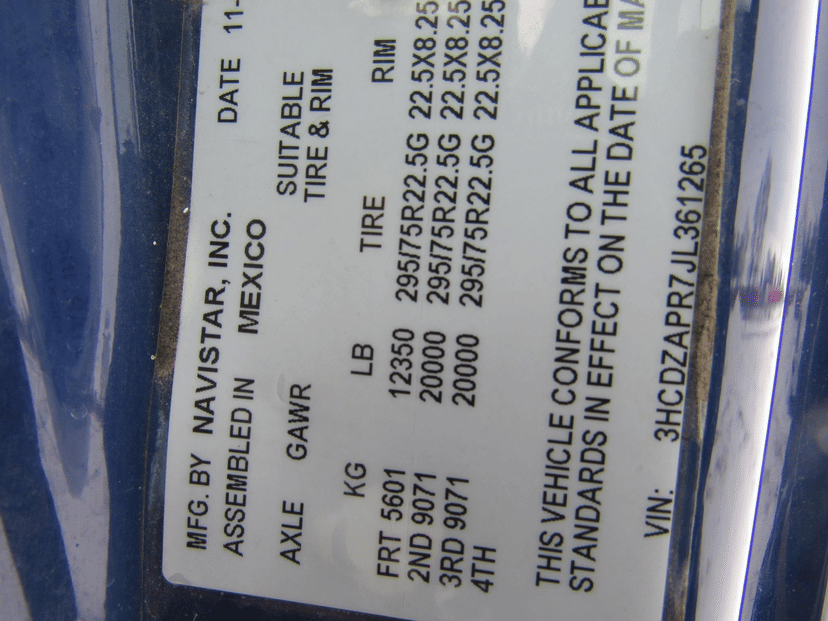 MFG. BY NAVISTAR, INC. DATE 11-
ASSEMBLED IN MEXICO
AXLE GAWR SUITABLE
TIRE & RIM
KG LB TIRE RIM
FRT 5601 12350 295/75R22.5G 22.5X8.25
2ND 9071 20000 295/75R22.5G 22.5X8.25
3RD 9071 20000 295/75R22.5G 22.5X8.25
4TH
THIS VEHICLE CONFORMS TO ALL
STANDARDS IN EFFECT ON THE DATE OF
VIN: 3HCDZAPR7JL361265